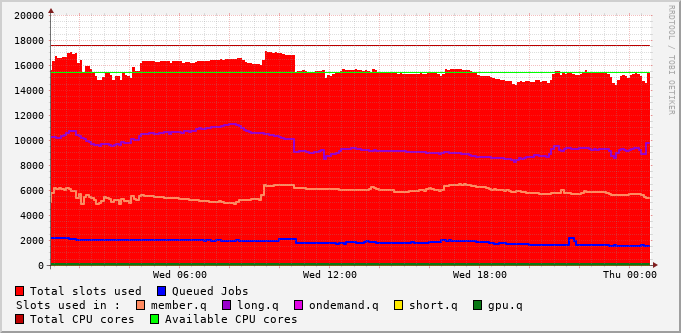 20000
18000
16000
14000
12000
10000
8000
6000
4000
2000
0
Wed 06:00 Wed 12:00 Wed 18:00 Thu 00:00
RRDTOOL / TOBI OETIKER
Total slots used Queued Jobs
Slots used in : member.q long.q ondemand.q short.q gpu.q
Total CPU cores Available CPU cores